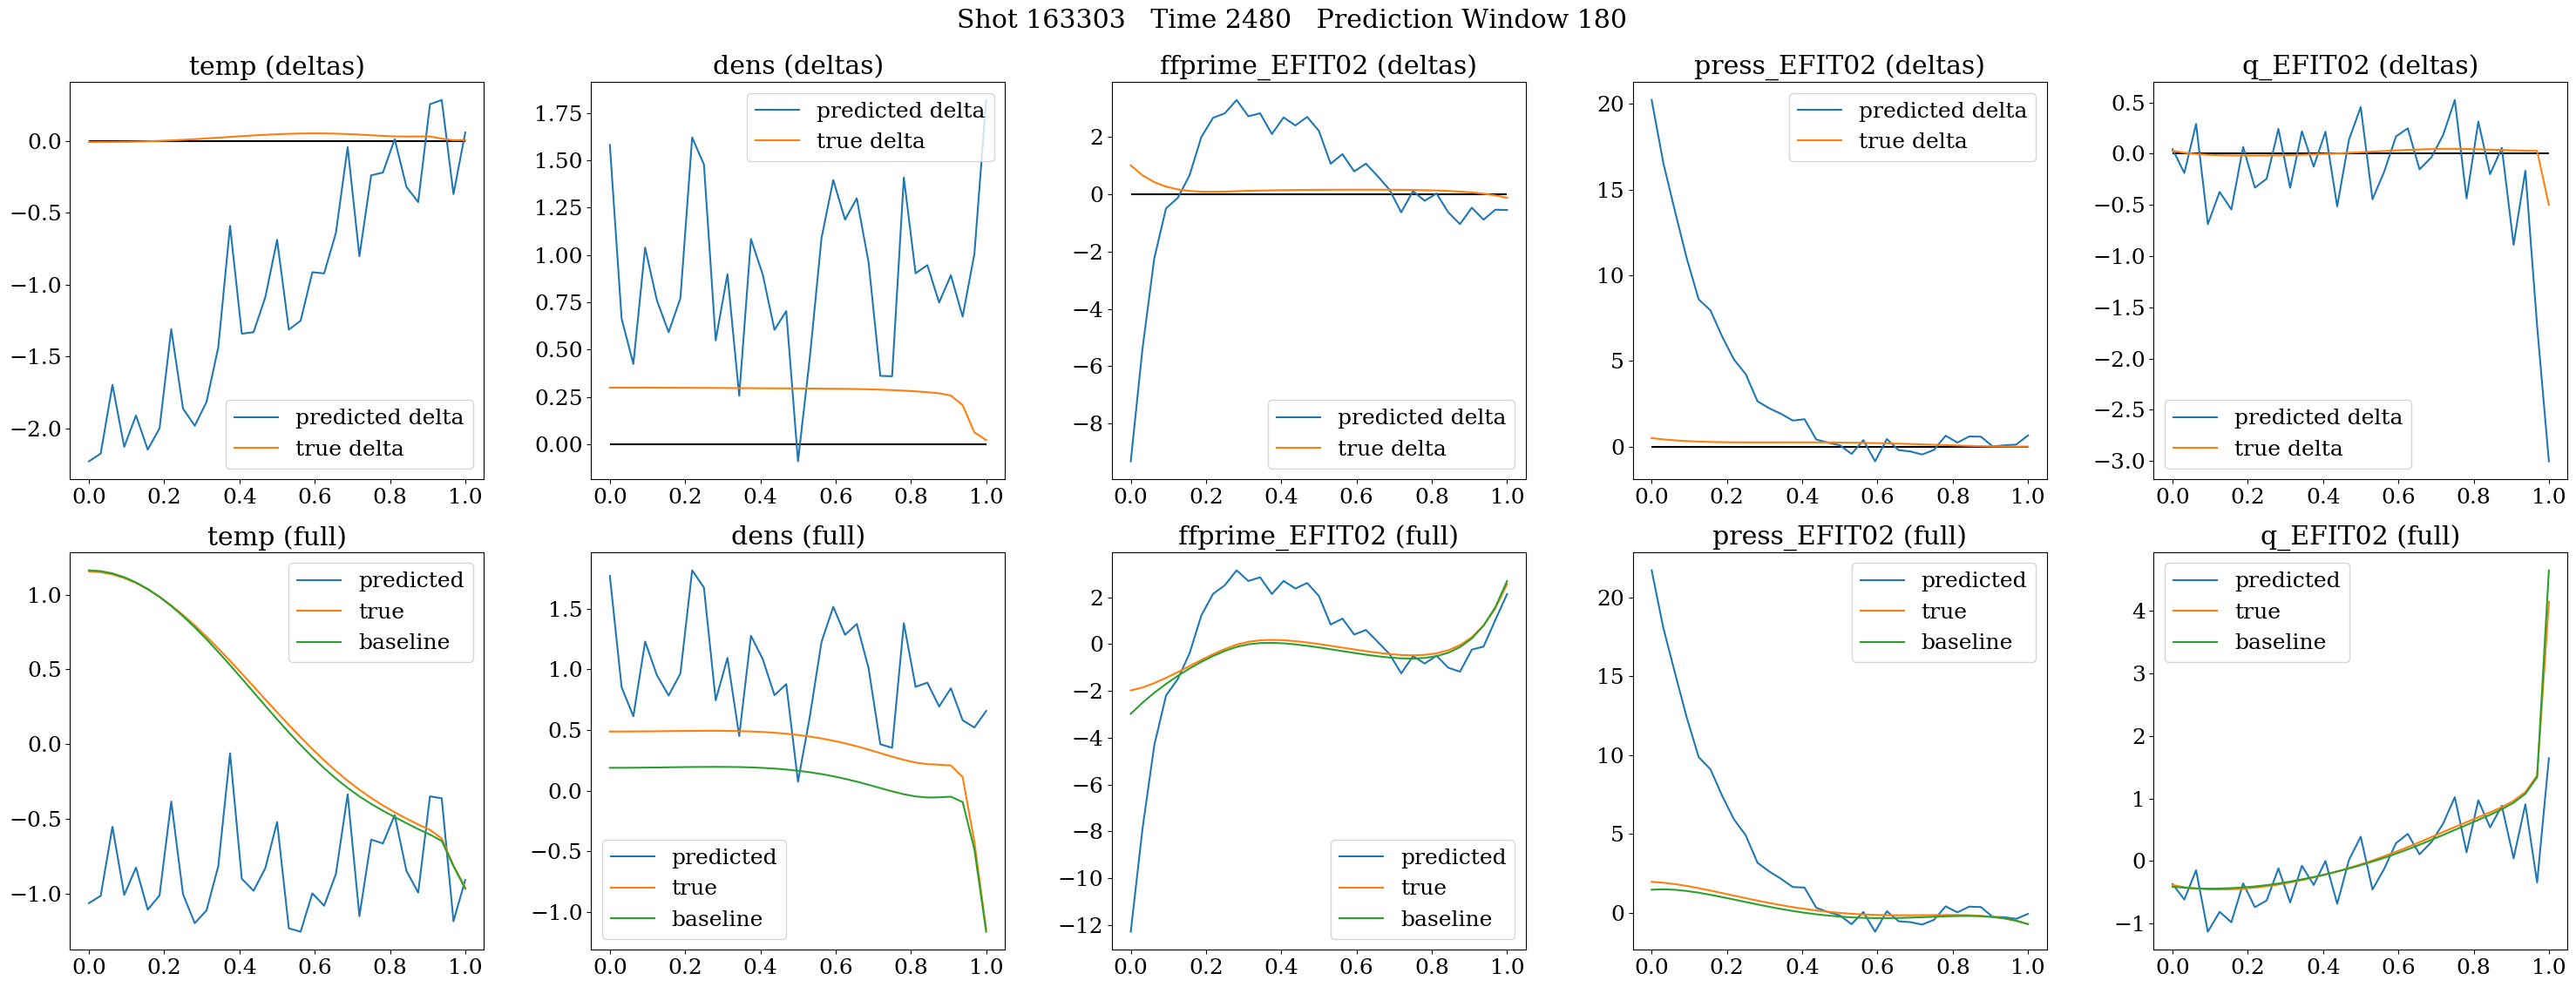 Shot 163303   Time 2480   Prediction Window 180
temp (deltas)
0.0
−0.5
−1.0
−1.5
−2.0
predicted delta
true delta
0.0 0.2 0.4 0.6 0.8 1.0
dens (deltas)
1.75
1.50
1.25
1.00
0.75
0.50
0.25
0.00
predicted delta
true delta
0.0 0.2 0.4 0.6 0.8 1.0
ffprime_EFIT02 (deltas)
2
0
−2
−4
−6
−8
predicted delta
true delta
0.0 0.2 0.4 0.6 0.8 1.0
press_EFIT02 (deltas)
20
15
10
5
0
predicted delta
true delta
0.0 0.2 0.4 0.6 0.8 1.0
q_EFIT02 (deltas)
0.5
0.0
−0.5
−1.0
−1.5
−2.0
−2.5
−3.0
predicted delta
true delta
0.0 0.2 0.4 0.6 0.8 1.0
temp (full)
1.0
0.5
0.0
−0.5
−1.0
predicted
true
baseline
0.0 0.2 0.4 0.6 0.8 1.0
dens (full)
1.5
1.0
0.5
0.0
−0.5
−1.0
predicted
true
baseline
0.0 0.2 0.4 0.6 0.8 1.0
ffprime_EFIT02 (full)
2
0
−2
−4
−6
−8
−10
−12
predicted
true
baseline
0.0 0.2 0.4 0.6 0.8 1.0
press_EFIT02 (full)
20
15
10
5
0
predicted
true
baseline
0.0 0.2 0.4 0.6 0.8 1.0
q_EFIT02 (full)
4
3
2
1
0
−1
predicted
true
baseline
0.0 0.2 0.4 0.6 0.8 1.0